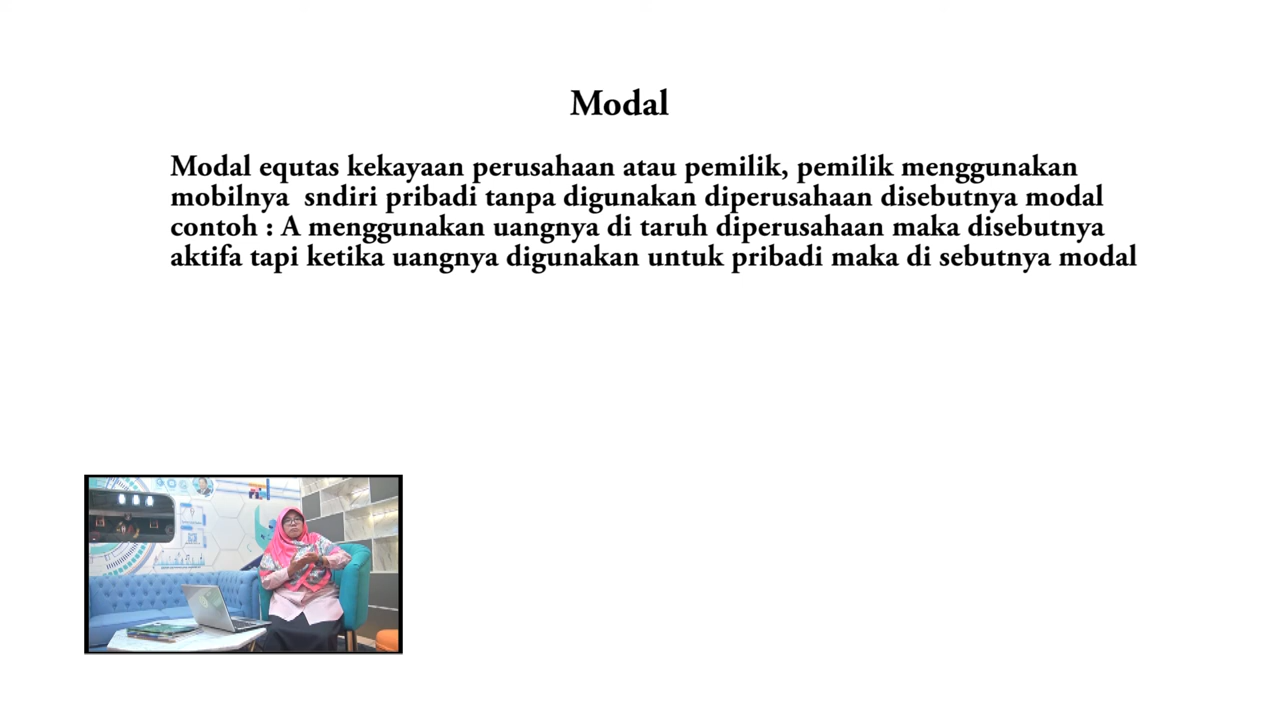 Modal
Modal equtas kekayaan perusahaan atau pemilik, pemilik menggunakan
mobilnya  sndiri pribadi tanpa digunakan diperusahaan disebutnya modal
contoh : A menggunakan uangnya di taruh diperusahaan maka disebutnya
aktifa tapi ketika uangnya digunakan untuk pribadi maka di sebutnya modal